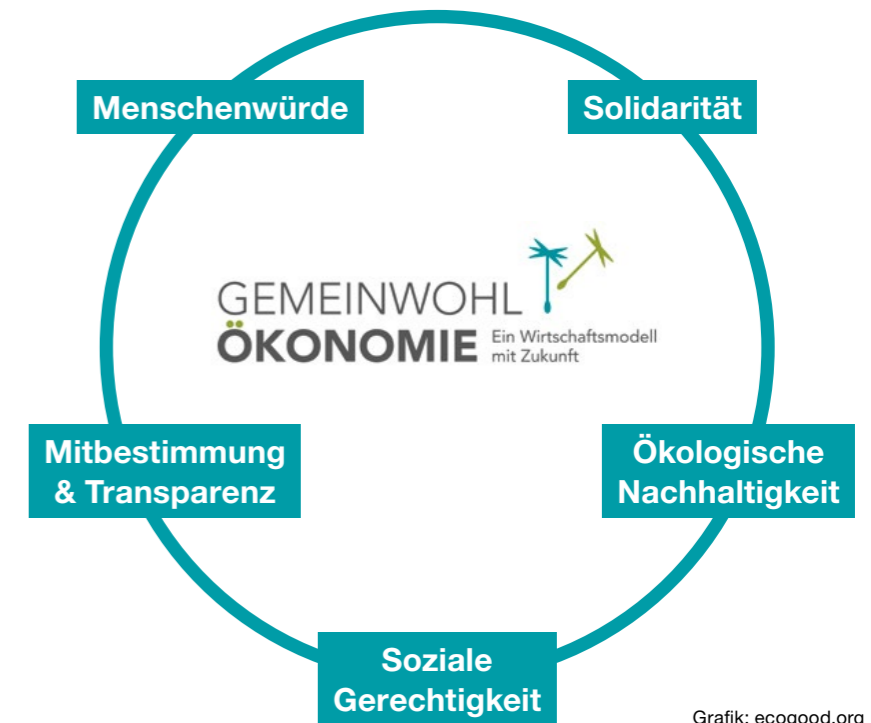 Menschenwürde
Solidarität
GEMEINWOHL
ÖKONOMIE
Ein Wirtschaftsmodell
mit Zukunft
Mitbestimmung
& Transparenz
Ökologische
Nachhaltigkeit
Soziale
Gerechtigkeit
Grafik: ecogood.org